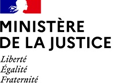 MINISTÈRE
DE LA JUSTICE
Liberté
Égalité
Fraternité